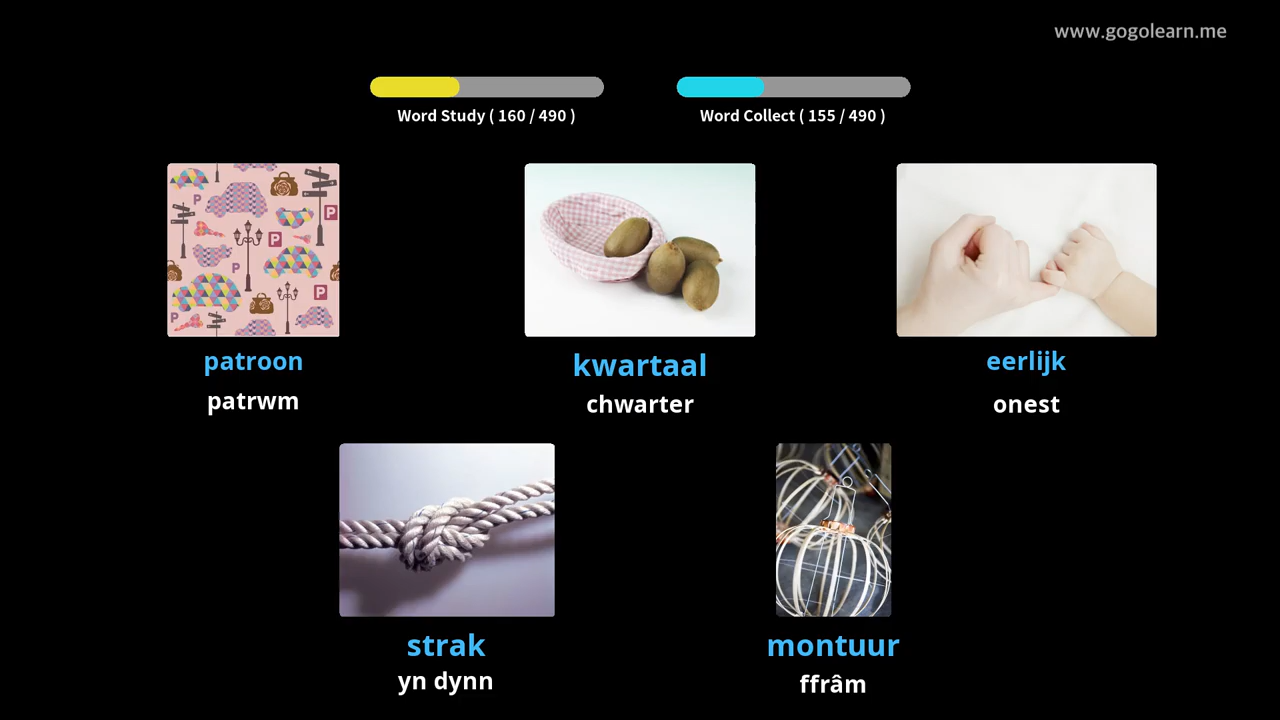 www.gogolearn.me
Word Study ( 160 / 490 )
Word Collect ( 155 / 490 )
P
P
P
P
P
P
patroon
kwartaal
eerlijk
patrwm
chwarter
onest
strak
montuur
yn dynn
ffrâm